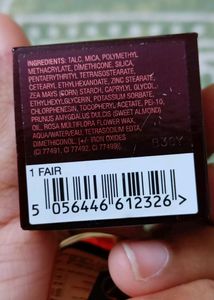 INGREDIENTS: TALC, MICA, POLYMETHYL
METHACRYLATE, DIMETHICONE, SILICA,
PENTAERYTHRITYL TETRAISOSTEARATE,
CETEARYL ETHYLHEXANOATE, ZINC STEARATE,
ZEA MAYS (CORN) STARCH, CAPRYLYL GLYCOL,
ETHYLHEXYLGLYCERIN, POTASSIUM SORBATE,
CHLORPHENESIN, TOCOPHERYL ACETATE, PEI-10,
PRUNUS AMYGDALUS DULCIS (SWEET ALMOND)
OIL, ROSA MULTIFLORA FLOWER WAX,
AQUA/WATER/EAU, TETRASODIUM EDTA,
DIMETHICONOL, [+/- IRON OXIDES
(CI 77491, CI 77492, CI 77499)]
1 FAIR
5 056446 612326 >